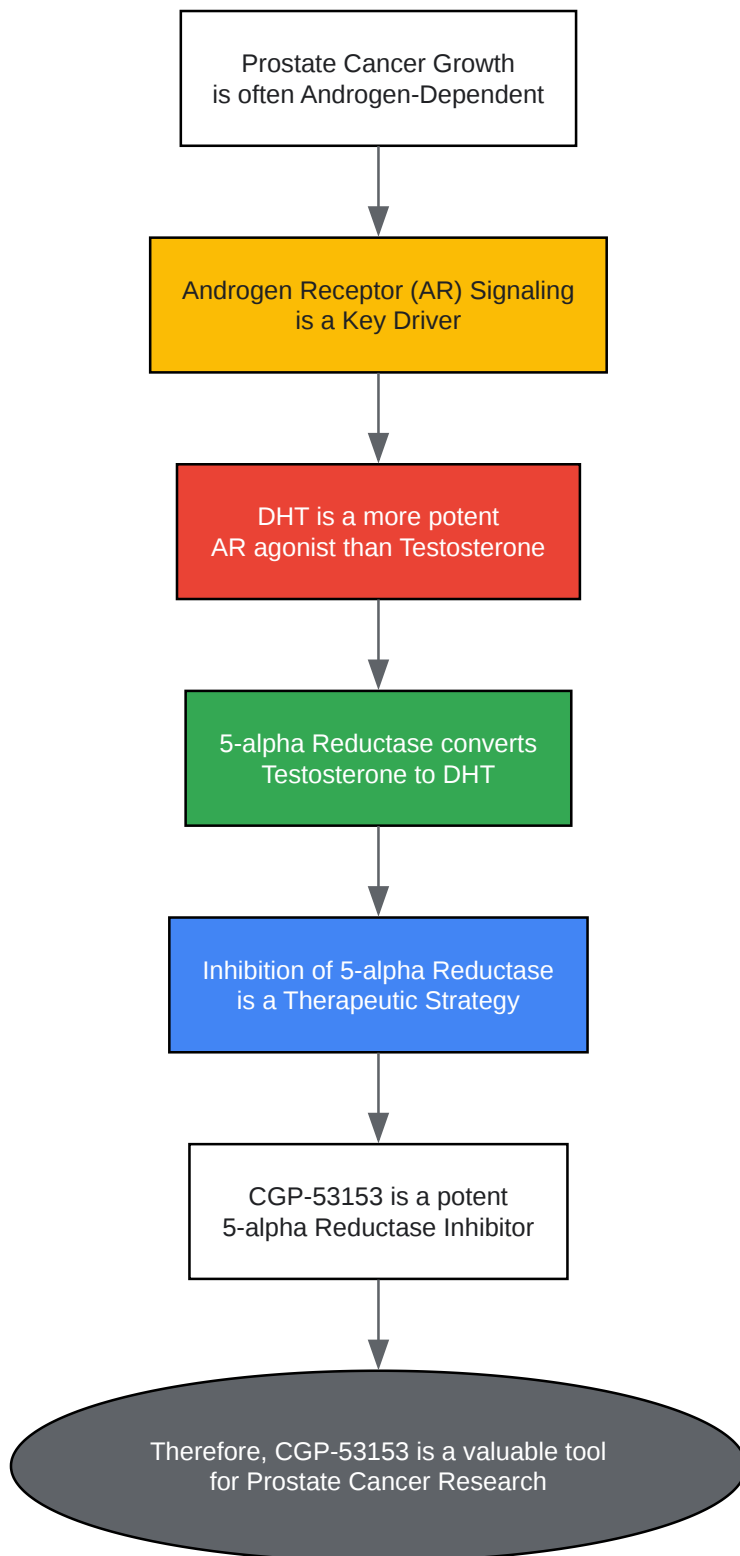 Prostate Cancer Growth
is often Androgen-Dependent
Androgen Receptor (AR) Signaling
is a Key Driver
DHT is a more potent
AR agonist than Testosterone
5-alpha Reductase converts
Testosterone to DHT
Inhibition of 5-alpha Reductase
is a Therapeutic Strategy
CGP-53153 is a potent
5-alpha Reductase Inhibitor
Therefore, CGP-53153 is a valuable tool
for Prostate Cancer Research